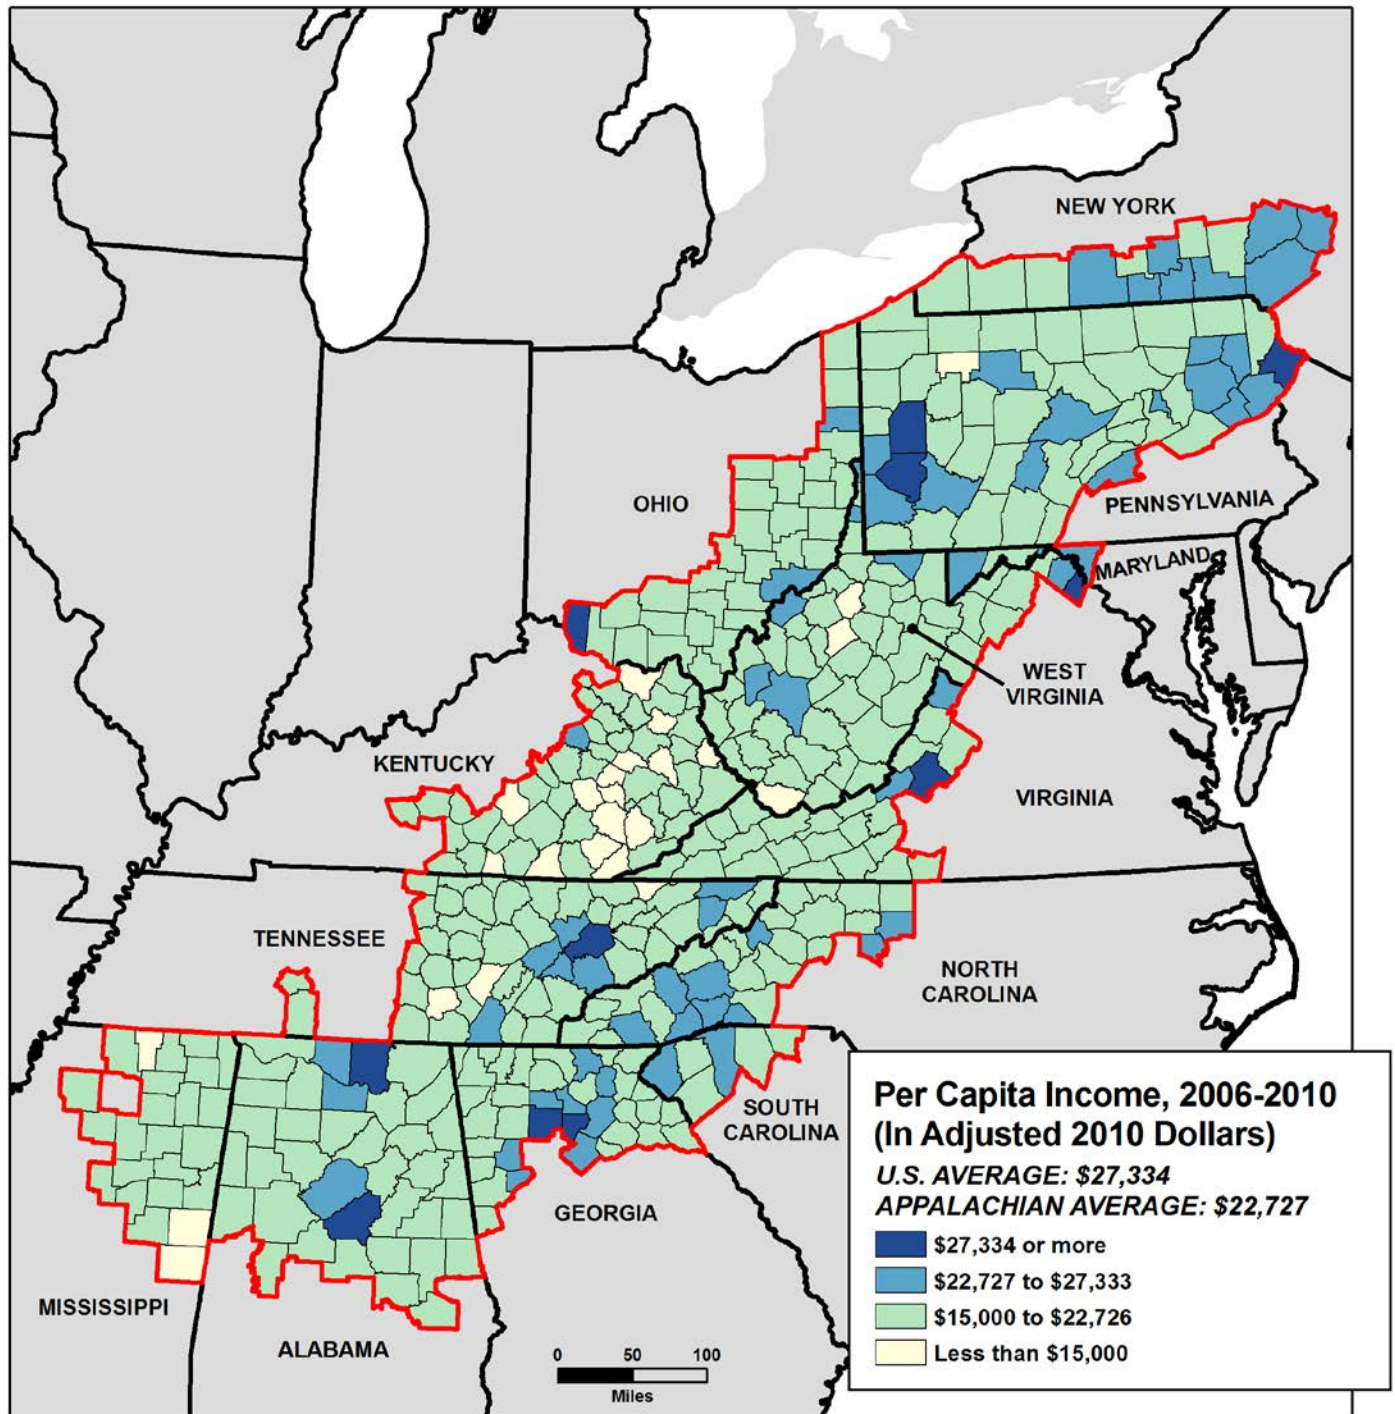 NEW YORK
PENNSYLVANIA
OHIO
MARYLAND
WEST
VIRGINIA
KENTUCKY
VIRGINIA
TENNESSEE
NORTH
CAROLINA
SOUTH
CAROLINA
GEORGIA
MISSISSIPPI
ALABAMA
0 50 100
Miles
Per Capita Income, 2006-2010
(In Adjusted 2010 Dollars)
U.S. AVERAGE: $27,334
APPALACHIAN AVERAGE: $22,727
$27,334 or more
$22,727 to $27,333
$15,000 to $22,726
Less than $15,000